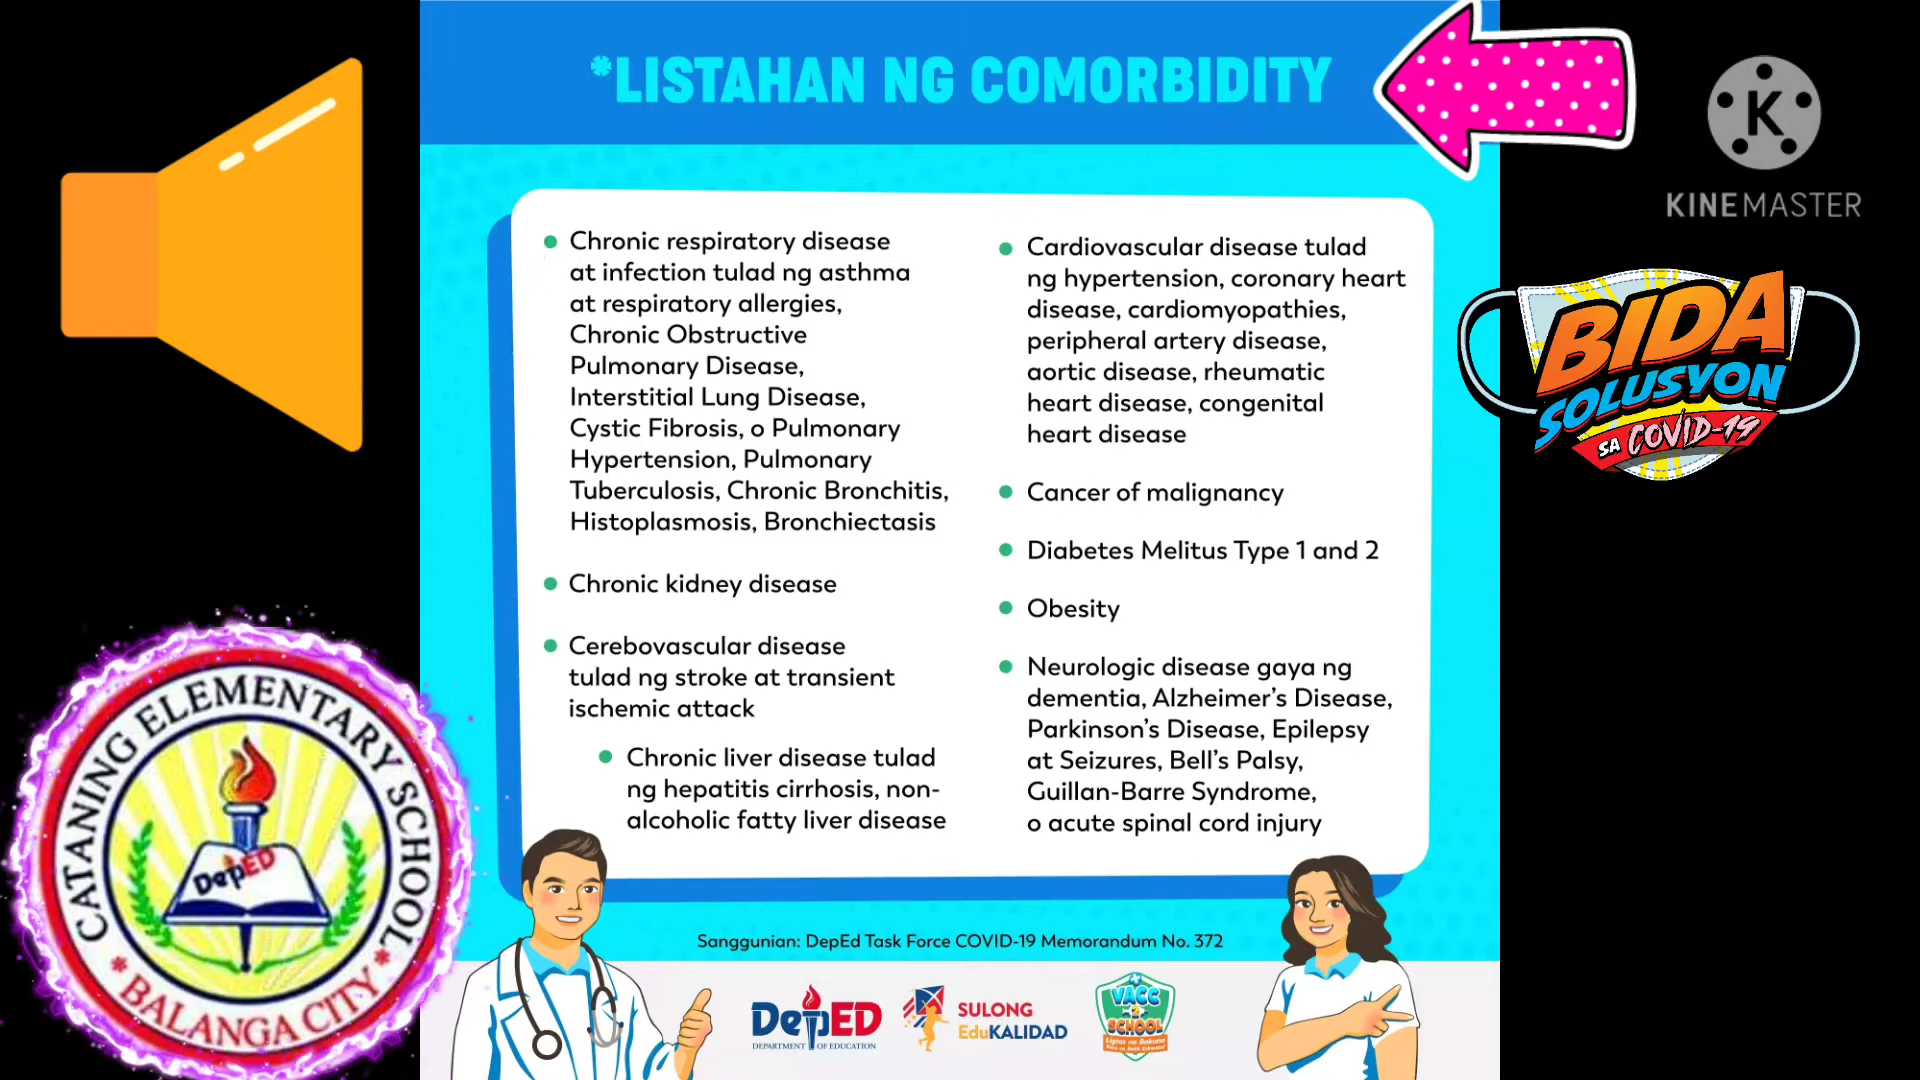 *LISTAHAN NG COMORBIDITY
Chronic respiratory disease
at infection tulad ng asthma
at respiratory allergies,
Chronic Obstructive
Pulmonary Disease,
Interstitial Lung Disease,
Cystic Fibrosis, o Pulmonary
Hypertension, Pulmonary
Tuberculosis, Chronic Bronchitis,
Histoplasmosis, Bronchiectasis
Chronic kidney disease
Cerebovascular disease
tulad ng stroke at transient
ischemic attack
Chronic liver disease tulad
ng hepatitis cirrhosis, non-
alcoholic fatty liver disease
Cardiovascular disease tulad
ng hypertension, coronary heart
disease, cardiomyopathies,
peripheral artery disease,
aortic disease, rheumatic
heart disease, congenital
heart disease
Cancer of malignancy
Diabetes Melitus Type 1 and 2
Obesity
Neurologic disease gaya ng
dementia, Alzheimer's Disease,
Parkinson's Disease, Epilepsy
at Seizures, Bell's Palsy,
Guillan-Barre Syndrome,
o acute spinal cord injury
Sanggunian: DepEd Task Force COVID-19 Memorandum No. 372
DepED
DEPARTMENT OF EDUCATION
SULONG
EduKALIDAD
VACC
2
SCHOOL
K
KINEMASTER
BIDA
SOLUSYON
SA COVID-19
CATANING ELEMENTARY SCHOOL
DepED
* BALANGA CITY *